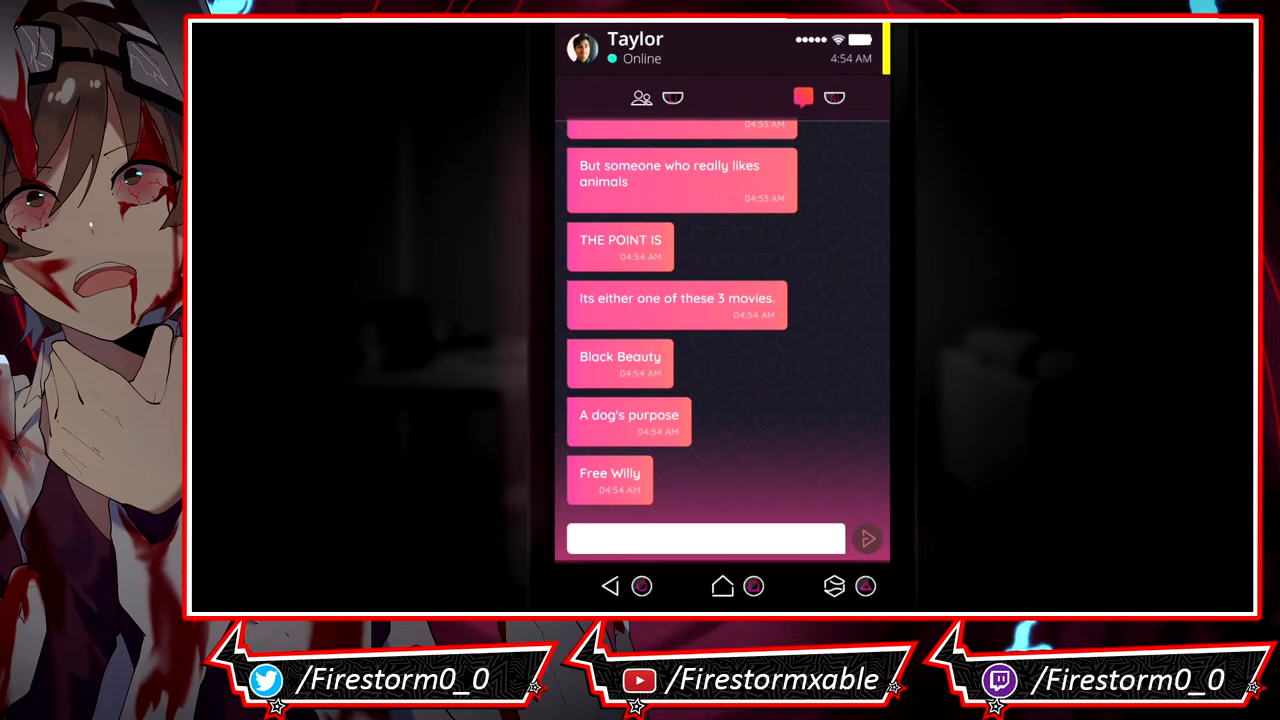 Taylor
Online
4:54 AM
04:53 AM
But someone who really likes
animals
04:53 AM
THE POINT IS
04:54 AM
Its either one of these 3 movies.
04:54 AM
Black Beauty
04:54 AM
A dog's purpose
04:54 AM
Free Willy
04:54 AM
/Firestorm0_0
/Firestormxable
/Firestorm0_0